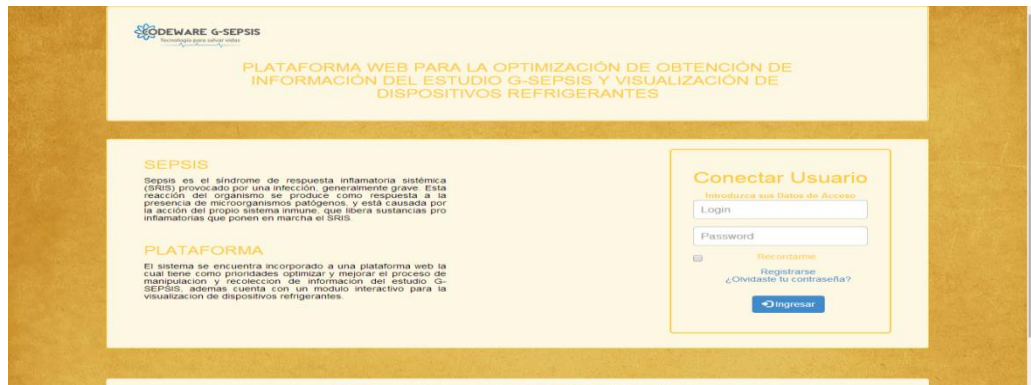 CODEWARE G-SEPSIS
Tecnología para salvar vidas
PLATAFORMA WEB PARA LA OPTIMIZACIÓN DE OBTENCIÓN DE
INFORMACIÓN DEL ESTUDIO G-SEPSIS Y VISUALIZACIÓN DE
DISPOSITIVOS REFRIGERANTES
SEPSIS
Sepsis es el síndrome de respuesta inflamatoria sistémica
(SRIS) provocado por una infección, generalmente grave. Esta
reacción del organismo se produce como respuesta a la
presencia de microorganismos patógenos, y está causada por
la acción del propio sistema inmune, que libera sustancias pro
inflamatorias que ponen en marcha el SRIS.
PLATAFORMA
El sistema se encuentra incorporado a una plataforma web la
cual tiene como prioridades optimizar y mejorar el proceso de
manipulacion y recoleccion de informacion del estudio G-
SEPSIS, ademas cuenta con un modulo interactivo para la
visualizacion de dispositivos refrigerantes.
Conectar Usuario
Introduzca sus Datos de Acceso
Login
Password
Recordarme
Registrarse
¿Olvidaste tu contraseña?
Ingresar